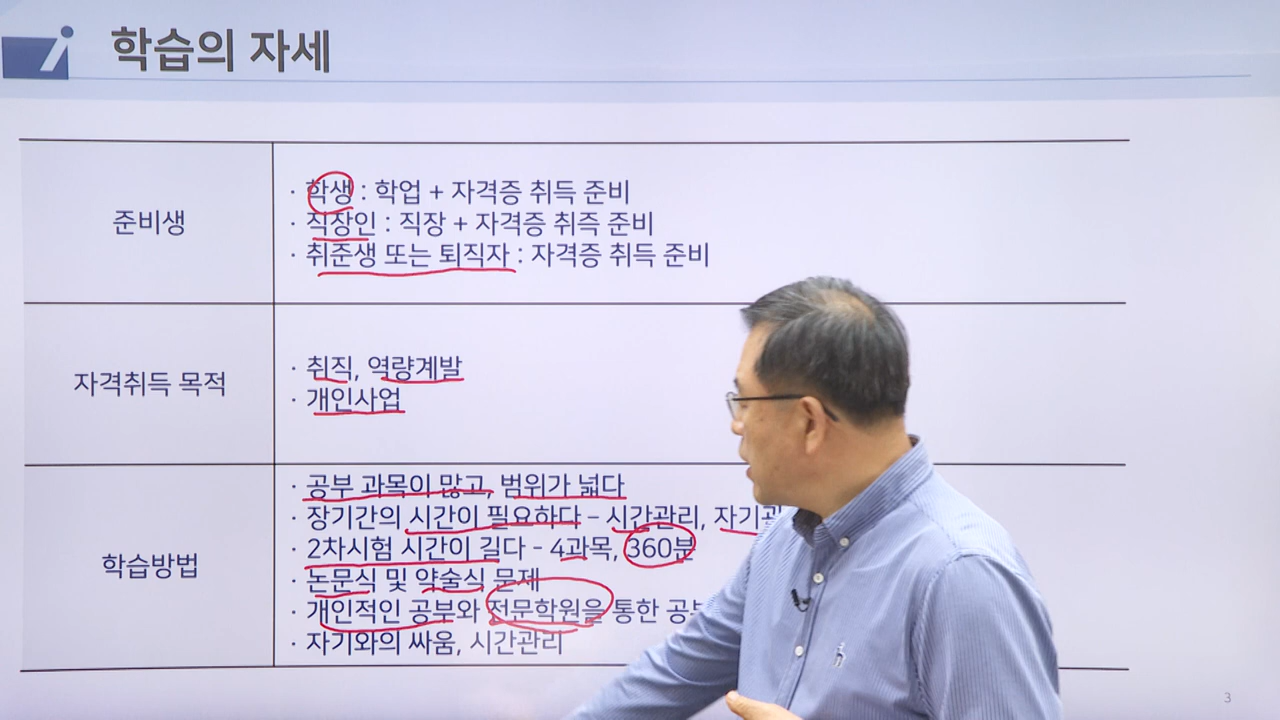 학습의 자세
준비생
· 학생 : 학업 + 자격증 취득 준비
· 직장인 : 직장 + 자격증 취즉 준비
· 취준생 또는 퇴직자 : 자격증 취득 준비
자격취득 목적
· 취직, 역량계발
· 개인사업
학습방법
· 공부 과목이 많고, 범위가 넓다
· 장기간의 시간이 필요하다 – 시간관리,
· 2차시험 시간이 길다 - 4과목, 360분
· 논문식 및 약술식 문제
· 개인적인 공부와 전문학원을 통한
· 자기와의 싸움, 시간관리
3